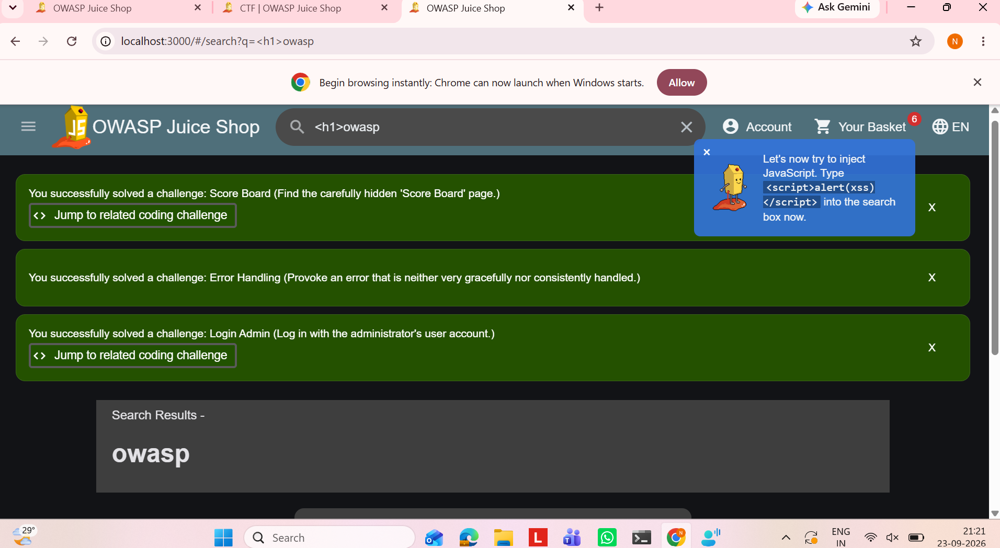 OWASP Juice Shop
CTF | OWASP Juice Shop
OWASP Juice Shop
Ask Gemini
localhost:3000/#/search?q=<h1>owasp
N
Begin browsing instantly: Chrome can now launch when Windows starts.
Allow
JS
OWASP Juice Shop
<h1>owasp
Account
Your Basket
6
EN
Let's now try to inject
JavaScript. Type
<script>alert(xss)
</script> into the search
box now.
You successfully solved a challenge: Score Board (Find the carefully hidden 'Score Board' page.)
<> Jump to related coding challenge
X
You successfully solved a challenge: Error Handling (Provoke an error that is neither very gracefully nor consistently handled.)
X
You successfully solved a challenge: Login Admin (Log in with the administrator's user account.)
<> Jump to related coding challenge
X
Search Results -
owasp
29°
Search
L
ENG
IN
21:21
23-09-2026